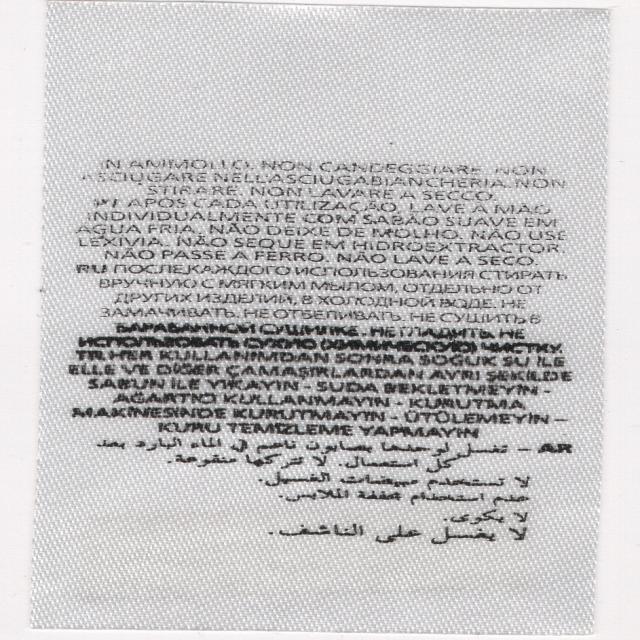 IN AMMOLLO. NON CANDEGGIARE. NON
ASCIUGARE NELL'ASCIUGABIANCHERIA. NON
STIRARE. NON LAVARE A SECCO.
PT APOS CADA UTILIZAÇÃO, LAVE A MAO
INDIVIDUALMENTE COM SABÃO SUAVE EM
AGUA FRIA. NÃO DEIXE DE MOLHO. NÃO USE
LEXIVIA. NÃO SEQUE EM HIDROEXTRACTOR.
NÃO PASSE A FERRO. NÃO LAVE A SECO.
RU ПОСЛЕ КАЖДОГО ИСПОЛЬЗОВАНИЯ СТИРАТЬ
ВРУЧНУЮ С МЯГКИМ МЫЛОМ, ОТДЕЛЬНО ОТ
ДРУГИХ ИЗДЕЛИЙ, В ХОЛОДНОЙ ВОДЕ. НЕ
ЗАМАЧИВАТЬ. НЕ ОТБЕЛИВАТЬ. НЕ СУШИТЬ В
БАРАБАННОЙ СУШИЛКЕ. НЕ ГЛАДИТЬ. НЕ
ИСПОЛЬЗОВАТЬ СУХУЮ (ХИМИЧЕСКУЮ) ЧИСТКУ.
TR HER KULLANIMDAN SONRA SOĞUK SU İLE
ELLE VE DİĞER ÇAMAŞIRLARDAN AYRI ŞEKİLDE
SABUN İLE YIKAYIN - SUDA BEKLETMEYİN -
AĞARTICI KULLANMAYIN - KURUTMA
MAKİNESİNDE KURUTMAYIN - ÜTÜLEMEYİN –
KURU TEMİZLEME YAPMAYIN
AR – تغسل لوحدها بصابون ناعم في الماء البارد بعد
كل استعمال. لا تتركها منقوعة.
لا تستخدم مبيضات الغسيل.
عدم استخدام مجففة الملابس.
لا يكوى.
لا يغسل على الناشف.